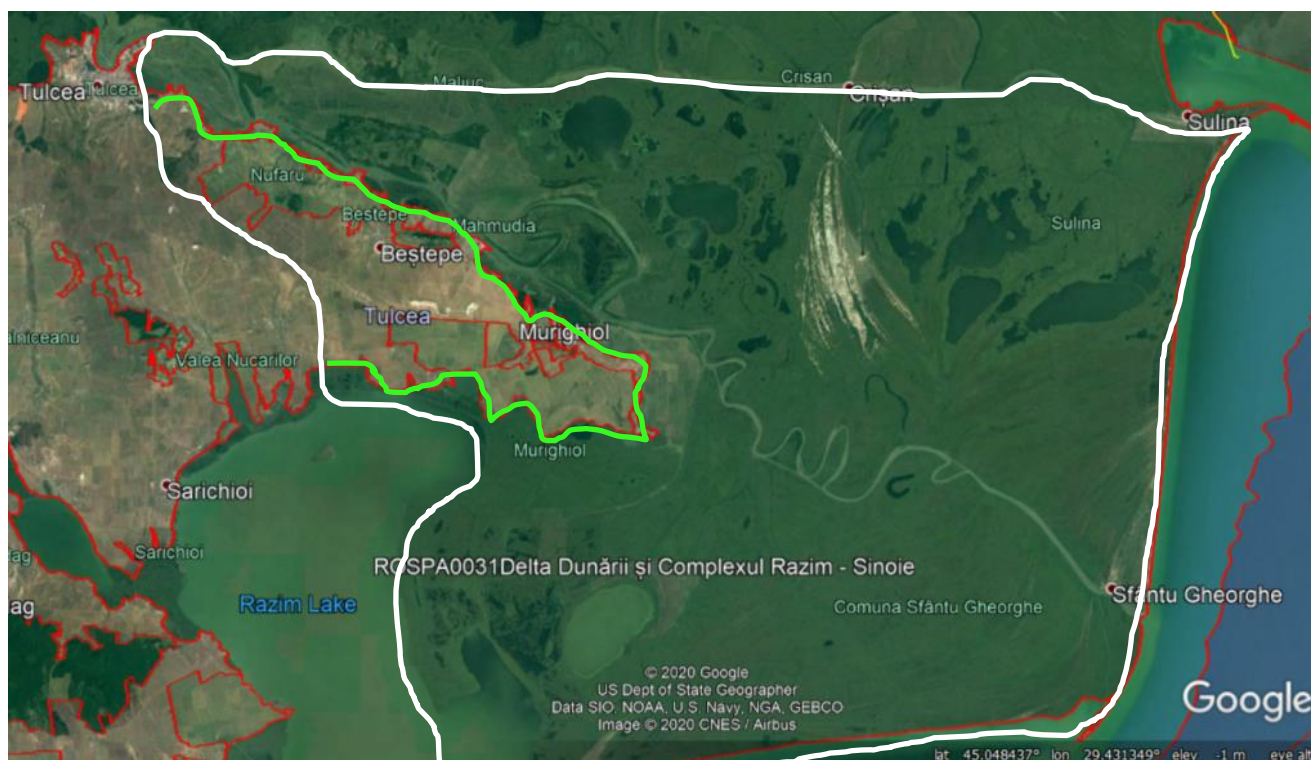 Maliuc
Crisan
Crișan
Tulcea
Tulcea
Sulina
Nufaru
Bestepe
Mahmudia
Sulina
Beștepe
Tulcea
Murighiol
Valea Nucarilor
Murighiol
Sarichioi
Sarichioi
ROSPA0031Delta Dunării și Complexul Razim - Sinoie
Razim Lake
Comuna Sfântu Gheorghe
Sfântu Gheorghe
© 2020 Google
US Dept of State Geographer
Data SIO, NOAA, U.S. Navy, NGA, GEBCO
Image © 2020 CNES / Airbus
Google
lat 45.048437° lon 29.431349° elev -1 m eye alt